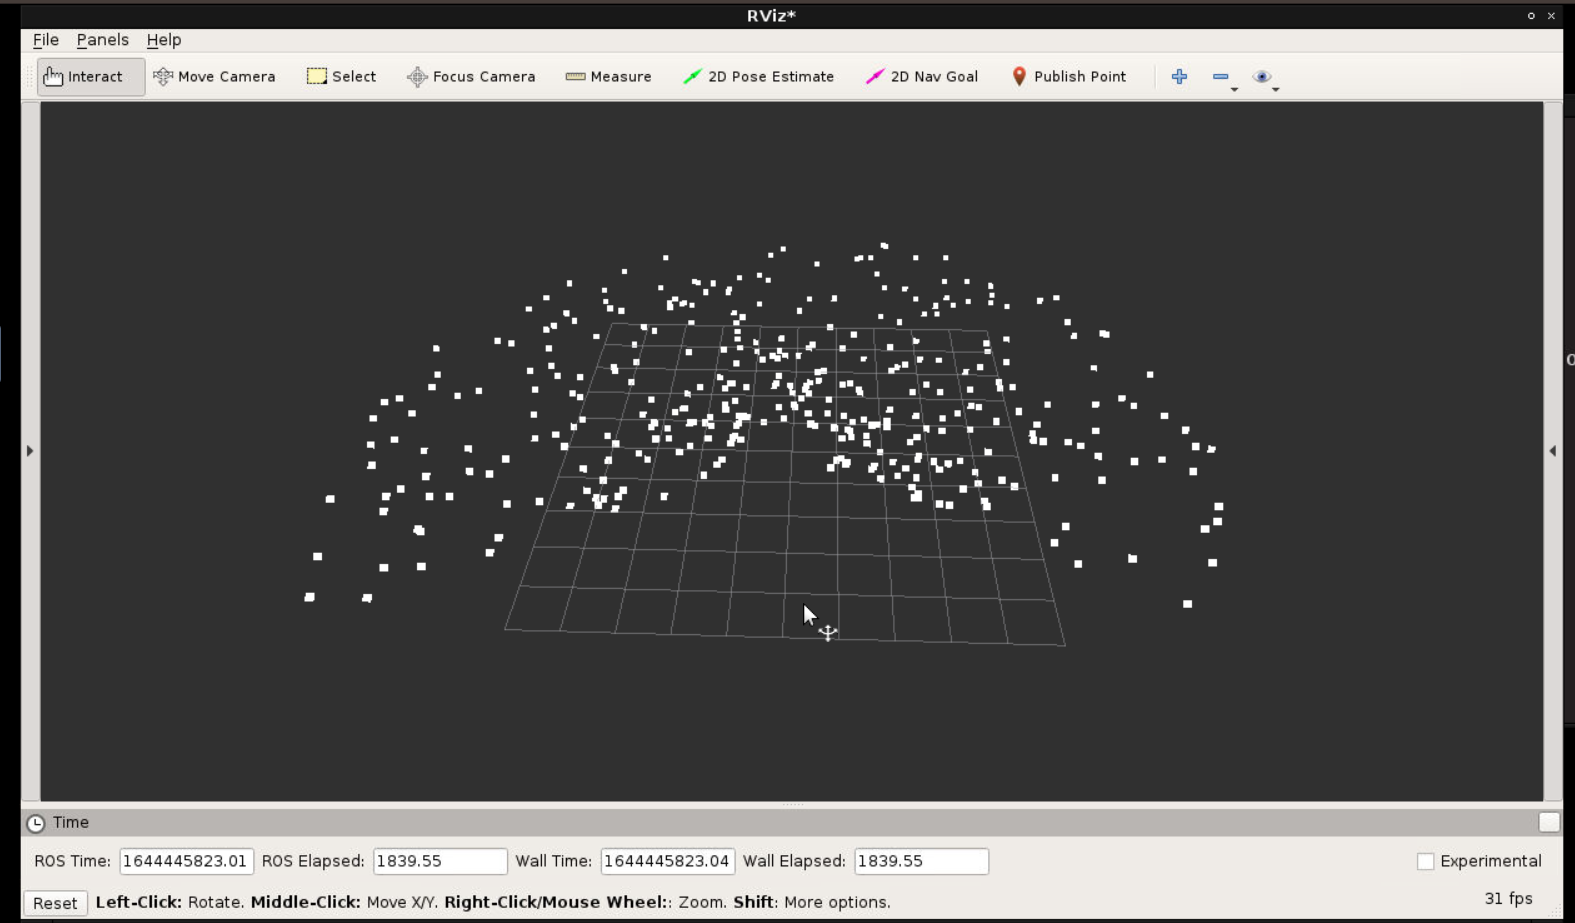 RViz*
File Panels Help
Interact Move Camera Select Focus Camera Measure 2D Pose Estimate 2D Nav Goal Publish Point
Time
ROS Time: 1644445823.01 ROS Elapsed: 1839.55 Wall Time: 1644445823.04 Wall Elapsed: 1839.55 Experimental
Reset Left-Click: Rotate. Middle-Click: Move X/Y. Right-Click/Mouse Wheel:: Zoom. Shift: More options. 31 fps